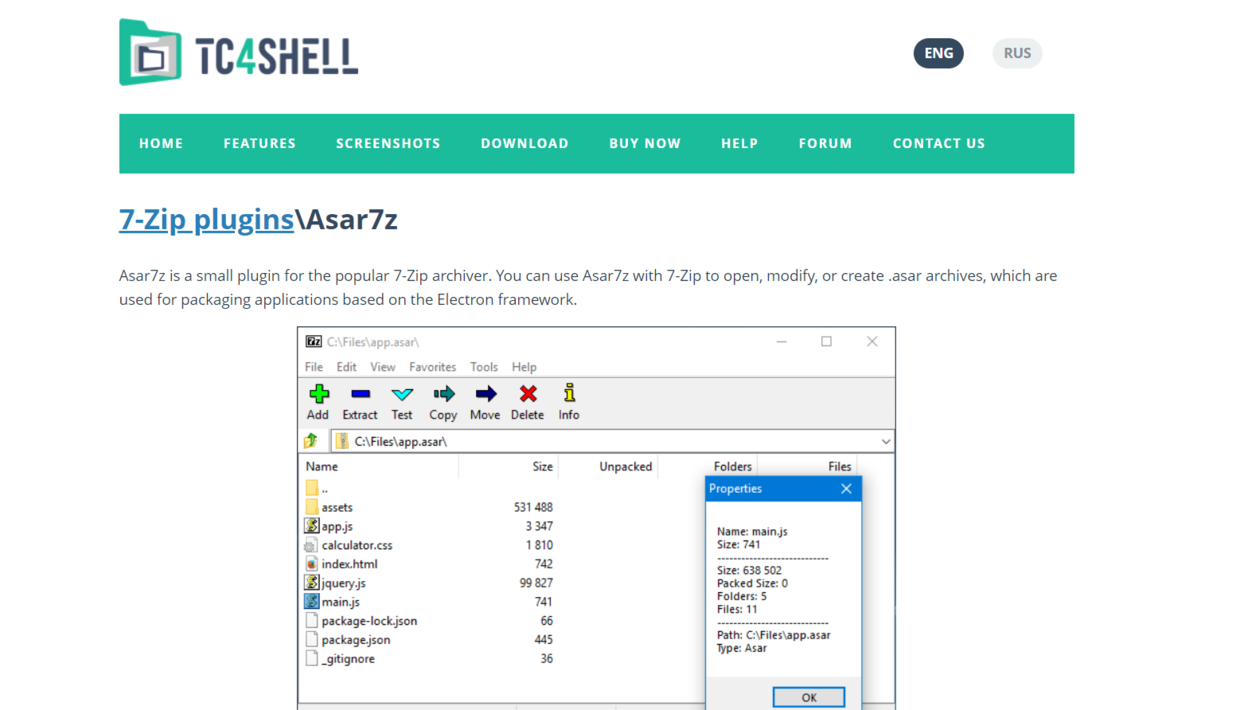 TC4SHELL
ENG RUS
HOME FEATURES SCREENSHOTS DOWNLOAD BUY NOW HELP FORUM CONTACT US
7-Zip plugins\Asar7z
Asar7z is a small plugin for the popular 7-Zip archiver. You can use Asar7z with 7-Zip to open, modify, or create .asar archives, which are
used for packaging applications based on the Electron framework.
7z C:\Files\app.asar\
File Edit View Favorites Tools Help
Add Extract Test Copy Move Delete Info
C:\Files\app.asar\
Name Size Unpacked Folders Files
..
assets 531 488
app.js 3 347
calculator.css 1 810
index.html 742
jquery.js 99 827
main.js 741
package-lock.json 66
package.json 445
_gitignore 36
Properties
Name: main.js
Size: 741
----------------------------
Size: 638 502
Packed Size: 0
Folders: 5
Files: 11
----------------------------
Path: C:\Files\app.asar
Type: Asar
OK